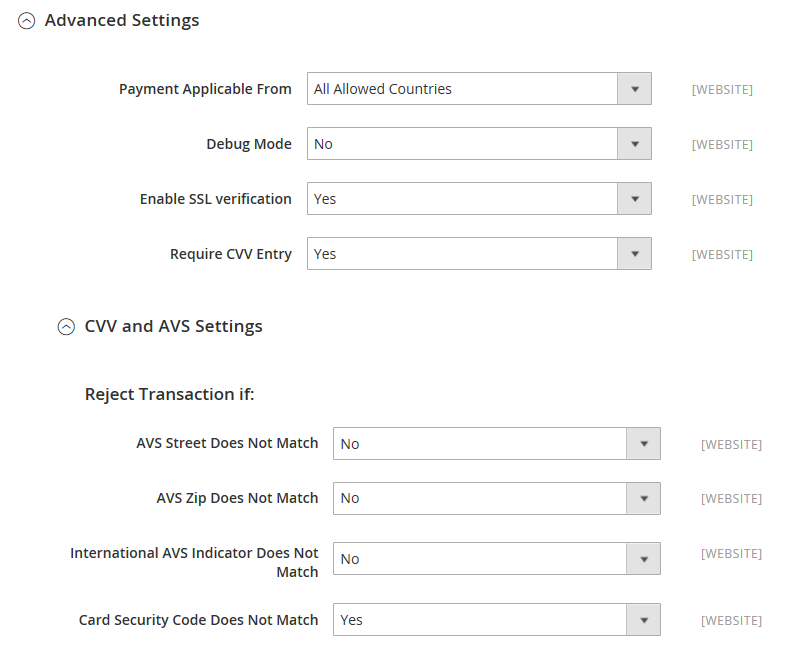 Advanced Settings
Payment Applicable From All Allowed Countries [WEBSITE]
Debug Mode No [WEBSITE]
Enable SSL verification Yes [WEBSITE]
Require CVV Entry Yes [WEBSITE]
CVV and AVS Settings
Reject Transaction if:
AVS Street Does Not Match No [WEBSITE]
AVS Zip Does Not Match No [WEBSITE]
International AVS Indicator Does Not
Match No [WEBSITE]
Card Security Code Does Not Match Yes [WEBSITE]